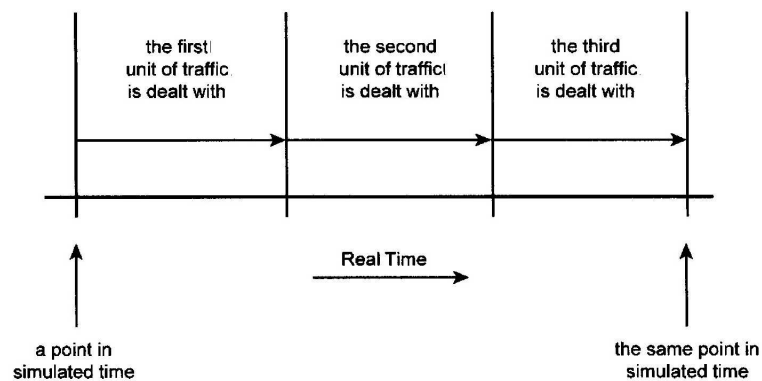 the first
unit of traffic
is dealt with
the second
unit of traffic
is dealt with
the third
unit of traffic
is dealt with
Real Time
a point in
simulated time
the same point in
simulated time